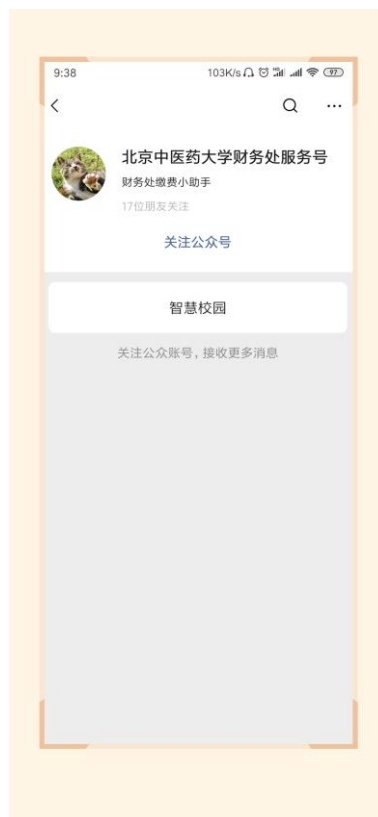 9:38 103K/s 97
北京中医药大学财务处服务号
财务处缴费小助手
17位朋友关注
关注公众号
智慧校园
关注公众账号，接收更多消息